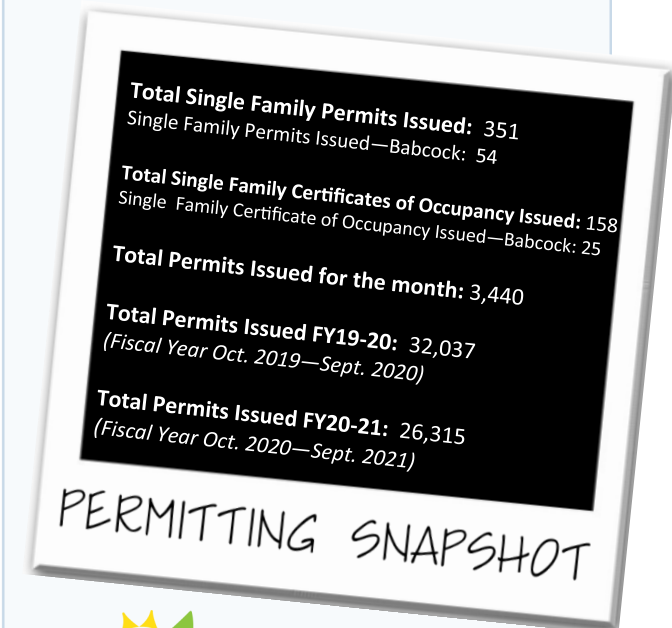 Total Single Family Permits Issued: 351
Single Family Permits Issued—Babcock: 54
Total Single Family Certificates of Occupancy Issued: 158
Single Family Certificate of Occupancy Issued—Babcock: 25
Total Permits Issued for the month: 3,440
Total Permits Issued FY19-20: 32,037
(Fiscal Year Oct. 2019—Sept. 2020)
Total Permits Issued FY20-21: 26,315
(Fiscal Year Oct. 2020—Sept. 2021)
PERMITTING SNAPSHOT